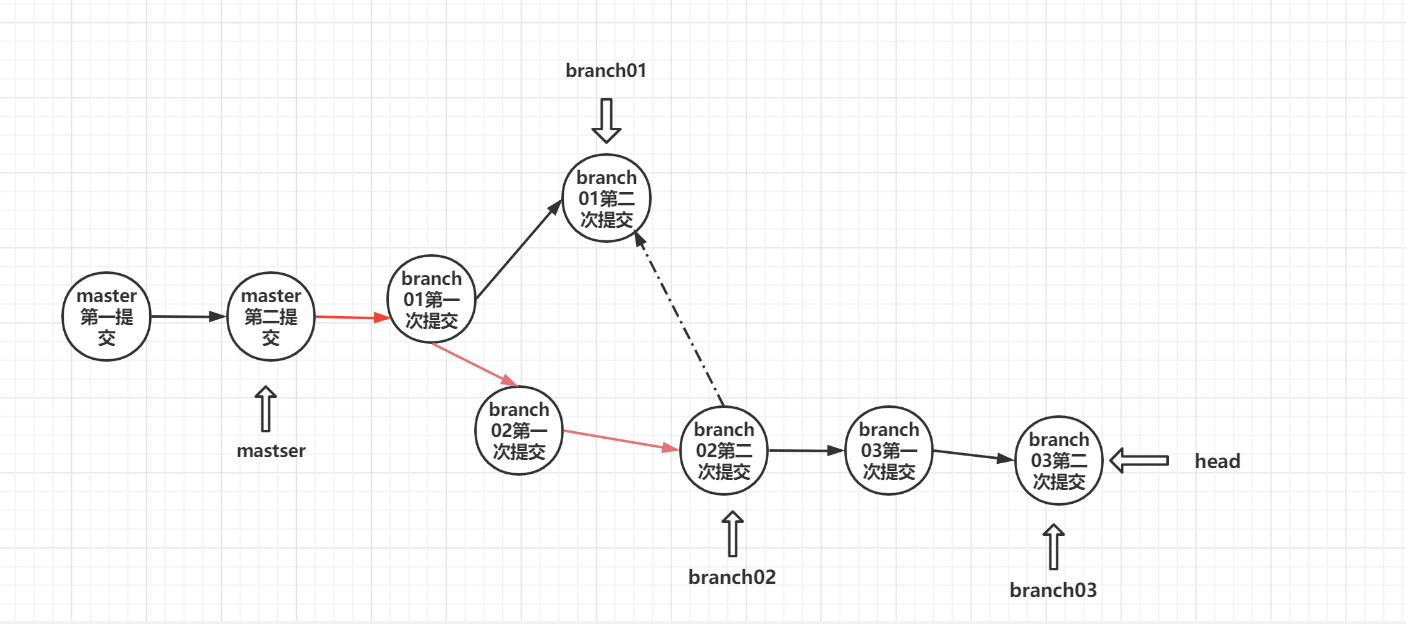 branch01
branch
01第二
次提交
branch
01第一
次提交
master
第一提
交
master
第二提
交
mastser
branch
02第一
次提交
branch
02第二
次提交
branch
03第一
次提交
branch
03第二
次提交
head
branch02
branch03